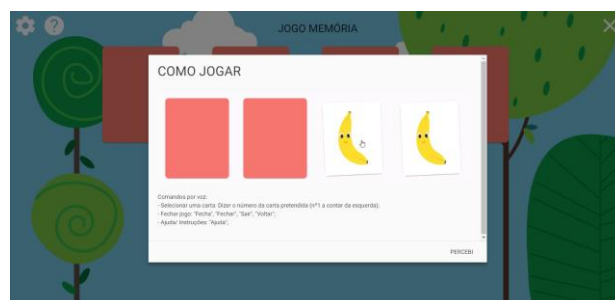 JOGO MEMÓRIA
COMO JOGAR
Comandos por voz:
- Selecionar uma carta: Dizer o número da carta pretendida (nº1 a contar da esquerda);
- Fechar jogo: "Fecha", "Fechar", "Sair", "Voltar";
- Ajuda/ Instruções: "Ajuda";
PERCEBI